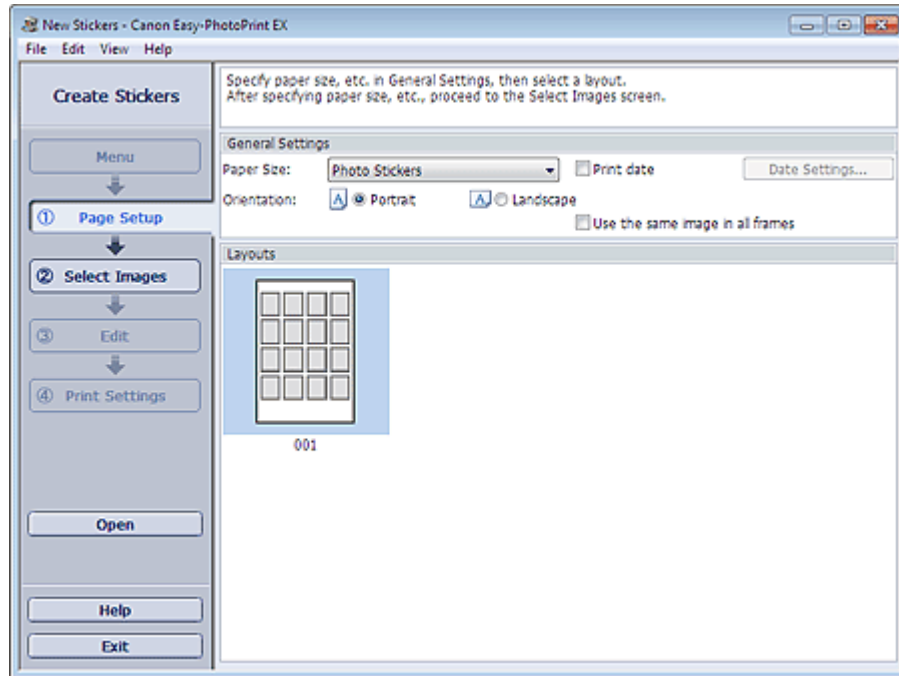 New Stickers - Canon Easy-PhotoPrint EX
File Edit View Help
Create Stickers
Menu
① Page Setup
② Select Images
③ Edit
④ Print Settings
Open
Help
Exit
Specify paper size, etc. in General Settings, then select a layout.
After specifying paper size, etc., proceed to the Select Images screen.
General Settings
Paper Size: Photo Stickers Print date Date Settings...
Orientation: A Portrait A Landscape
Use the same image in all frames
Layouts
001